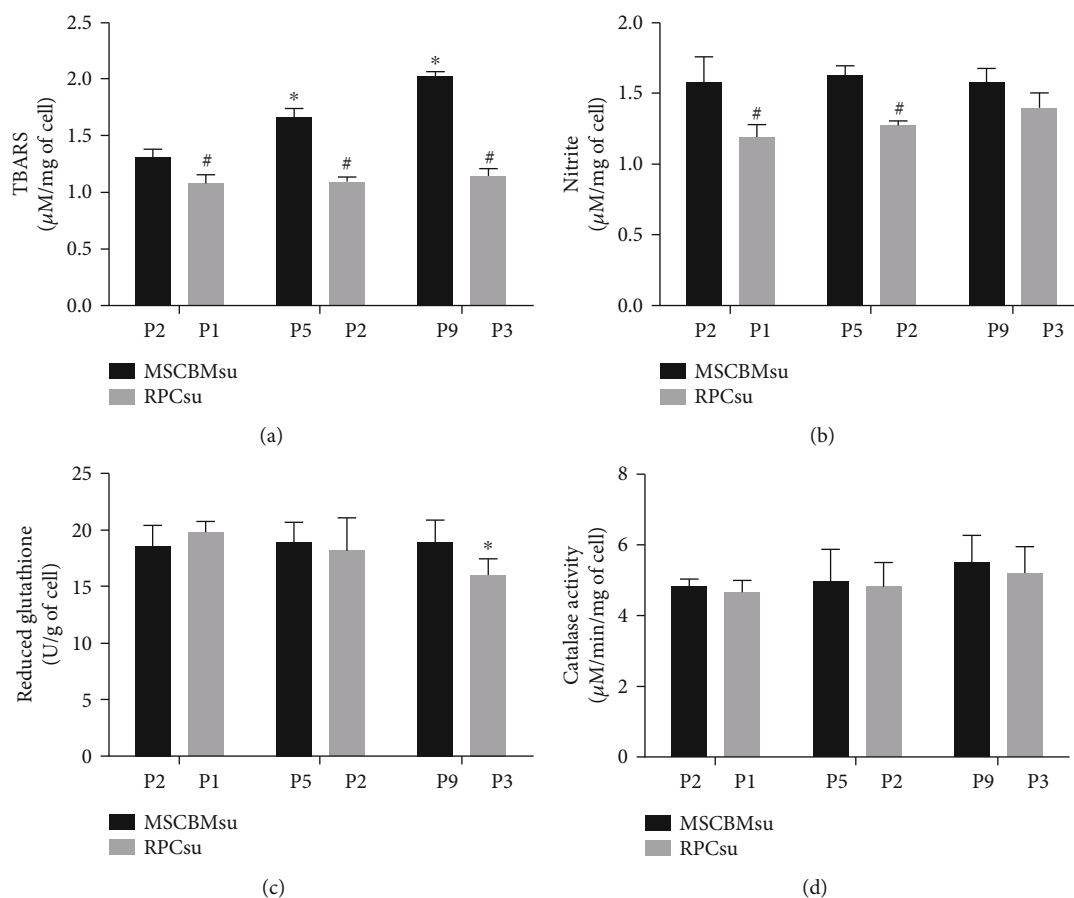 2.5
2.0
1.5
1.0
0.5
0.0
TBARS
(μM/mg of cell)
*
*
#
#
#
P2 P1 P5 P2 P9 P3
MSCBMsu
RPCsu
(a)
2.0
1.5
1.0
0.5
0.0
Nitrite
(μM/mg of cell)
#
#
P2 P1 P5 P2 P9 P3
MSCBMsu
RPCsu
(b)
25
20
15
10
5
0
Reduced glutathione
(U/g of cell)
*
P2 P1 P5 P2 P9 P3
MSCBMsu
RPCsu
(c)
8
6
4
2
0
Catalase activity
(μM/min/mg of cell)
P2 P1 P5 P2 P9 P3
MSCBMsu
RPCsu
(d)